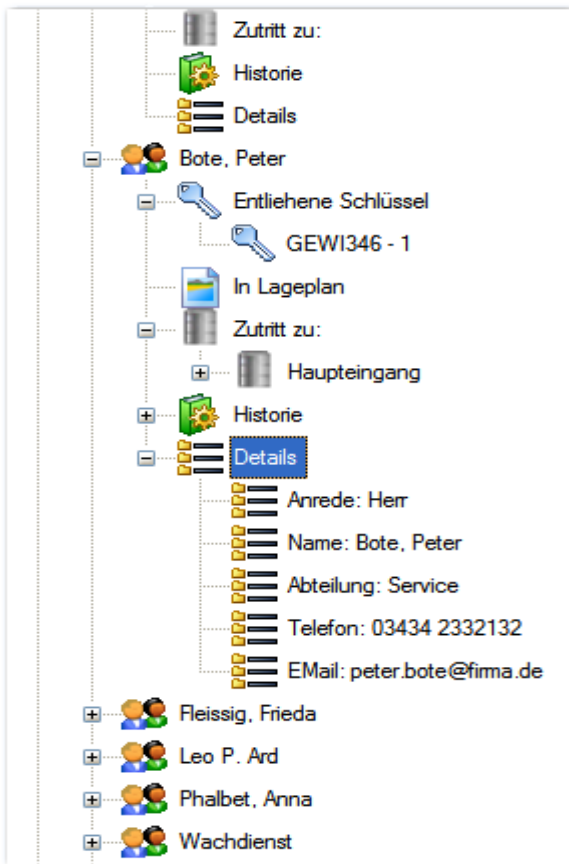 Zutritt zu:
Historie
Details
Bote, Peter
Entliehene Schlüssel
GEWI346 - 1
In Lageplan
Zutritt zu:
Haupteingang
Historie
Details
Anrede: Herr
Name: Bote, Peter
Abteilung: Service
Telefon: 03434 2332132
EMail: peter.bote@firma.de
Fleissig, Frieda
Leo P. Ard
Phalbet, Anna
Wachdienst